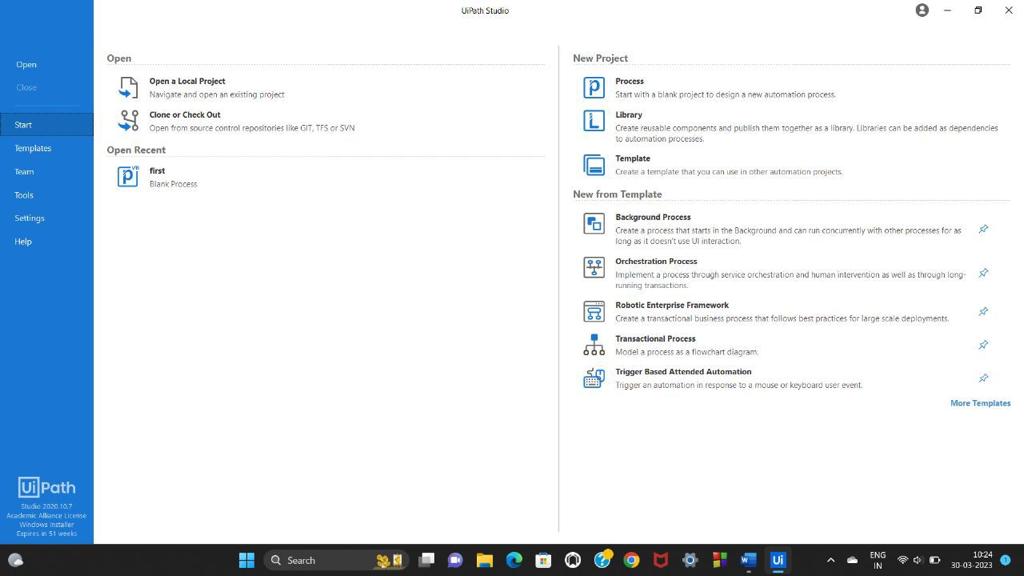 UiPath Studio
Open
Close
Start
Templates
Team
Tools
Settings
Help
UiPath
Studio 2020.10.7
Academic Alliance License
Windows Installer
Expires in 51 weeks
Open
Open a Local Project
Navigate and open an existing project
Clone or Check Out
Open from source control repositories like GIT, TFS or SVN
Open Recent
first
Blank Process
New Project
Process
Start with a blank project to design a new automation process.
Library
Create reusable components and publish them together as a library. Libraries can be added as dependencies
to automation processes.
Template
Create a template that you can use in other automation projects.
New from Template
Background Process
Create a process that starts in the Background and can run concurrently with other processes for as
long as it doesn't use UI interaction.
Orchestration Process
Implement a process through service orchestration and human intervention as well as through long-
running transactions.
Robotic Enterprise Framework
Create a transactional business process that follows best practices for large scale deployments.
Transactional Process
Model a process as a flowchart diagram.
Trigger Based Attended Automation
Trigger an automation in response to a mouse or keyboard user event.
More Templates
Search
Ui
ENG
IN
10:24
30-03-2023
1